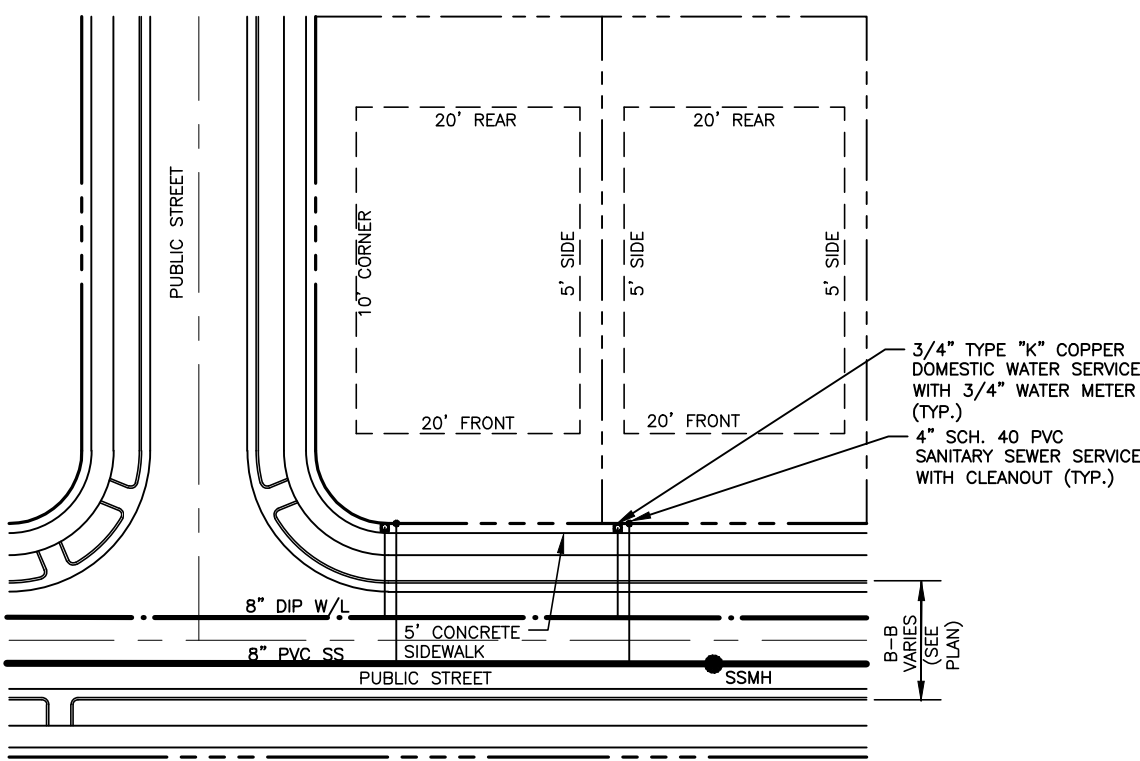 20' REAR
20' REAR
PUBLIC STREET
10' CORNER
5' SIDE
5' SIDE
5' SIDE
3/4" TYPE "K" COPPER
DOMESTIC WATER SERVICE
WITH 3/4" WATER METER
(TYP.)
20' FRONT
20' FRONT
4" SCH. 40 PVC
SANITARY SEWER SERVICE
WITH CLEANOUT (TYP.)
8" DIP W/L
5' CONCRETE
SIDEWALK
8" PVC SS
PUBLIC STREET
SSMH
B-B
VARIES
(SEE
PLAN)